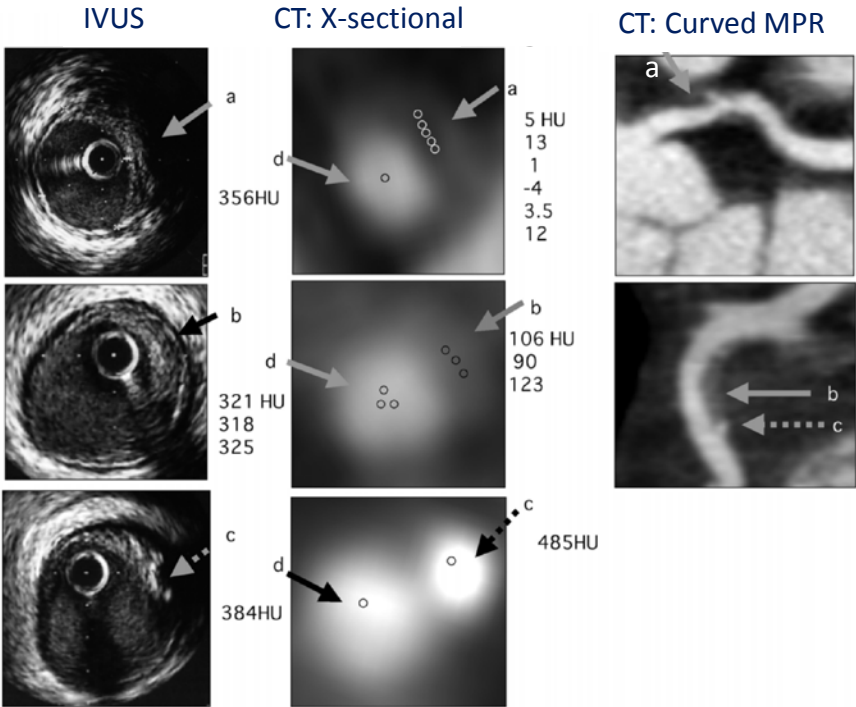 IVUS
CT: X-sectional
CT: Curved MPR
a
356HU
d
a
5 HU
13
1
-4
3.5
12
a
b
321 HU
318
325
d
b
106 HU
90
123
b
c
c
384HU
d
c
485HU